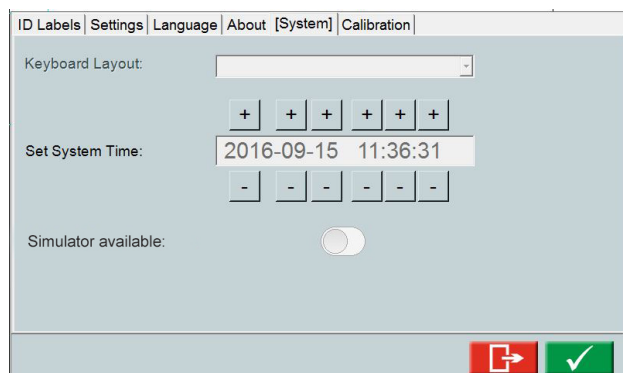 ID Labels Settings Language About [System] Calibration
Keyboard Layout:
+ + + + + +
Set System Time: 2016-09-15 11:36:31
- - - - - -
Simulator available: